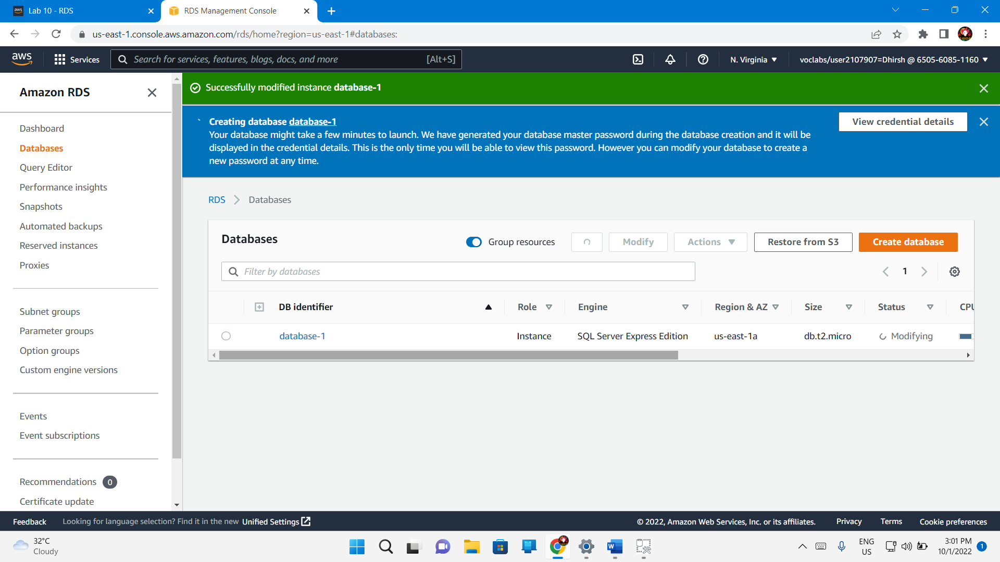 aws Lab 10 - RDS
RDS Management Console
us-east-1.console.aws.amazon.com/rds/home?region=us-east-1#databases:
aws
Services
Search for services, features, blogs, docs, and more [Alt+S]
N. Virginia
voclabs/user2107907=Dhirsh @ 6505-6085-1160
Amazon RDS
Dashboard
Databases
Query Editor
Performance insights
Snapshots
Automated backups
Reserved instances
Proxies
Subnet groups
Parameter groups
Option groups
Custom engine versions
Events
Event subscriptions
Recommendations 0
Certificate update
Successfully modified instance database-1
Creating database database-1
Your database might take a few minutes to launch. We have generated your database master password during the database creation and it will be
displayed in the credential details. This is the only time you will be able to view this password. However you can modify your database to create a
new password at any time.
View credential details
RDS Databases
Databases
Group resources
Modify
Actions
Restore from S3
Create database
Filter by databases
1
DB identifier Role Engine Region & AZ Size Status CPU
database-1 Instance SQL Server Express Edition us-east-1a db.t2.micro Modifying
Feedback
Looking for language selection? Find it in the new Unified Settings
© 2022, Amazon Web Services, Inc. or its affiliates.
Privacy
Terms
Cookie preferences
32°C
Cloudy
W
ENG
US
3:01 PM
10/1/2022
1